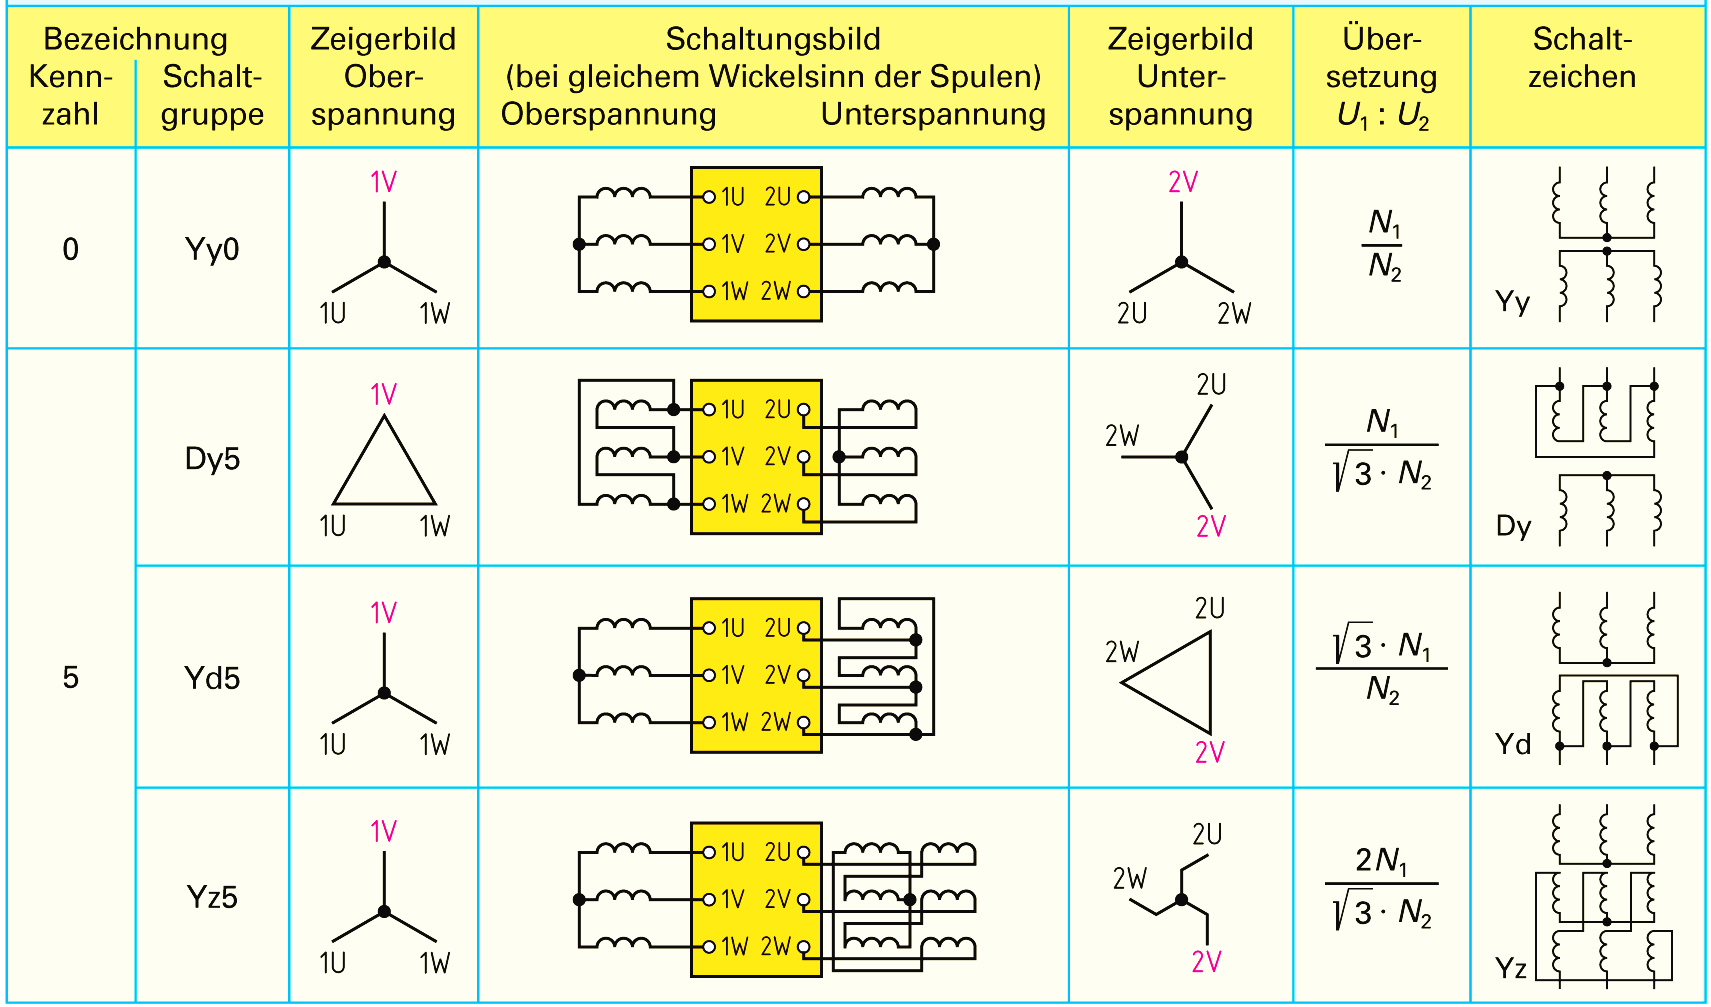 Bezeichnung
Kenn-
zahl
Schalt-
gruppe
Zeigerbild
Ober-
spannung
Schaltungsbild
(bei gleichem Wickelsinn der Spulen)
Oberspannung Unterspannung
Zeigerbild
Unter-
spannung
Über-
setzung
U₁ : U₂
Schalt-
zeichen
0
Yy0
1V
1U 1W
1U 2U
1V 2V
1W 2W
2V
2U 2W
N₁
N₂
Yy
5
Dy5
1V
1U 1W
1U 2U
1V 2V
1W 2W
2U
2W
2V
N₁
√3 · N₂
Dy
Yd5
1V
1U 1W
1U 2U
1V 2V
1W 2W
2U
2W
2V
√3 · N₁
N₂
Yd
Yz5
1V
1U 1W
1U 2U
1V 2V
1W 2W
2U
2W
2V
2N₁
√3 · N₂
Yz